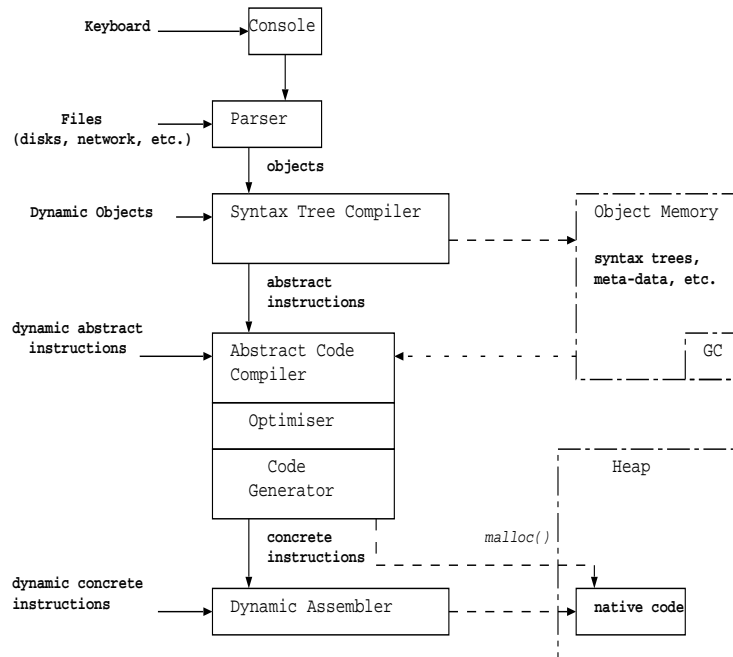 Keyboard
Console
Files
(disks, network, etc.)
Parser
objects
Dynamic Objects
Syntax Tree Compiler
Object Memory
syntax trees,
meta-data, etc.
abstract
instructions
dynamic abstract
instructions
Abstract Code
Compiler
GC
Optimiser
Code
Generator
Heap
concrete
instructions
malloc()
dynamic concrete
instructions
Dynamic Assembler
native code